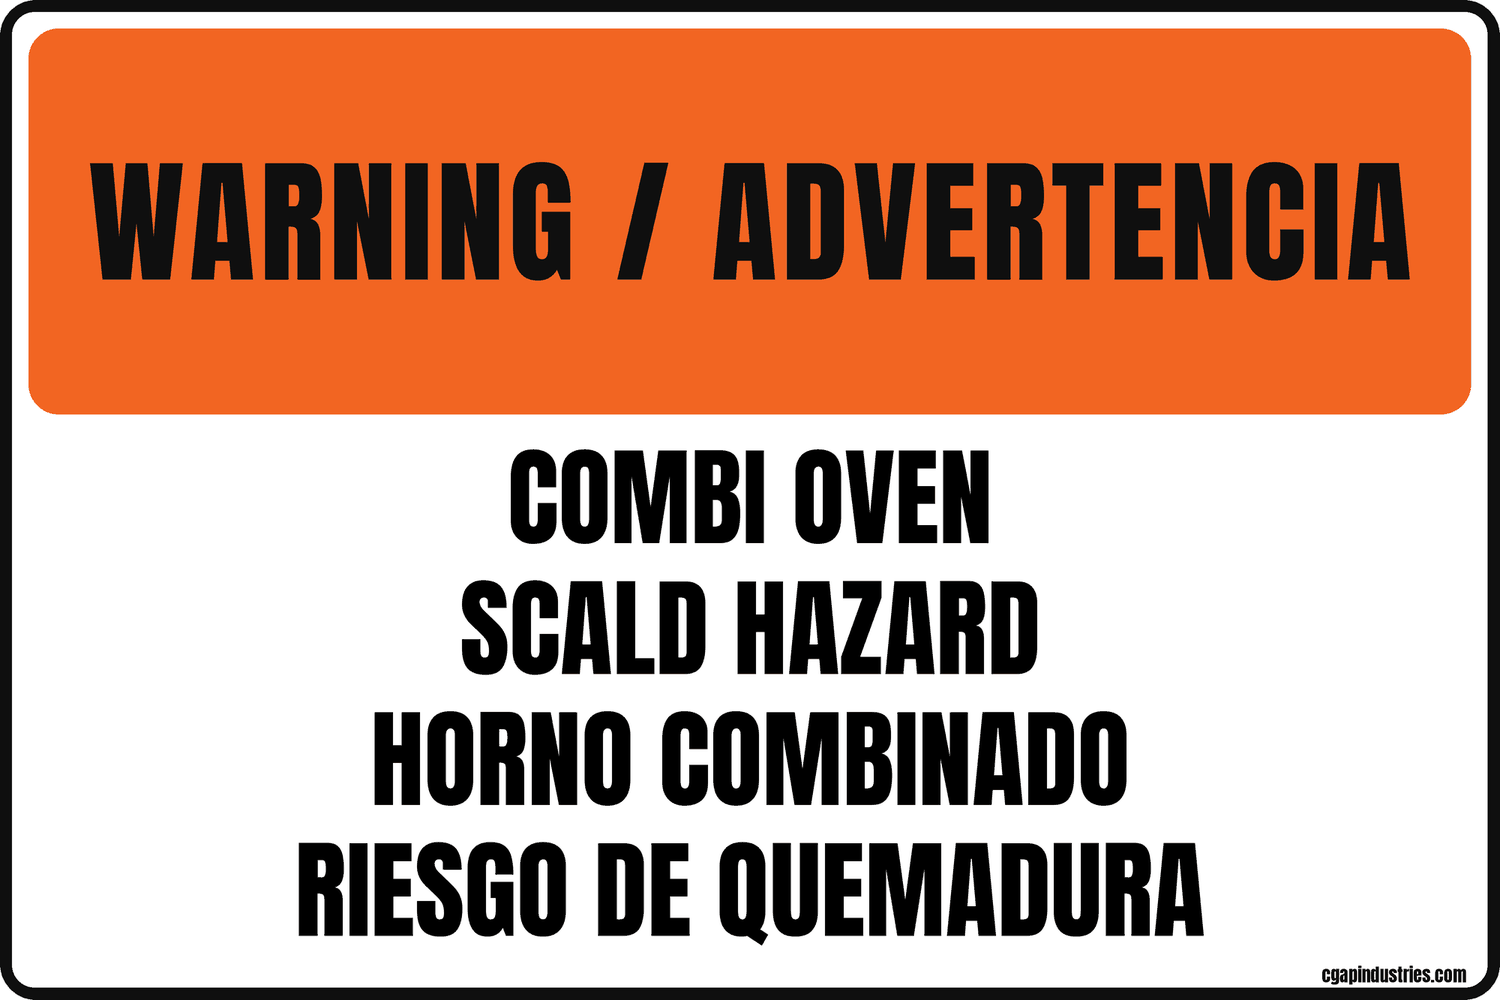 WARNING / ADVERTENCIA
COMBI OVEN
SCALD HAZARD
HORNO COMBINADO
RIESGO DE QUEMADURA
cgapindustries.com